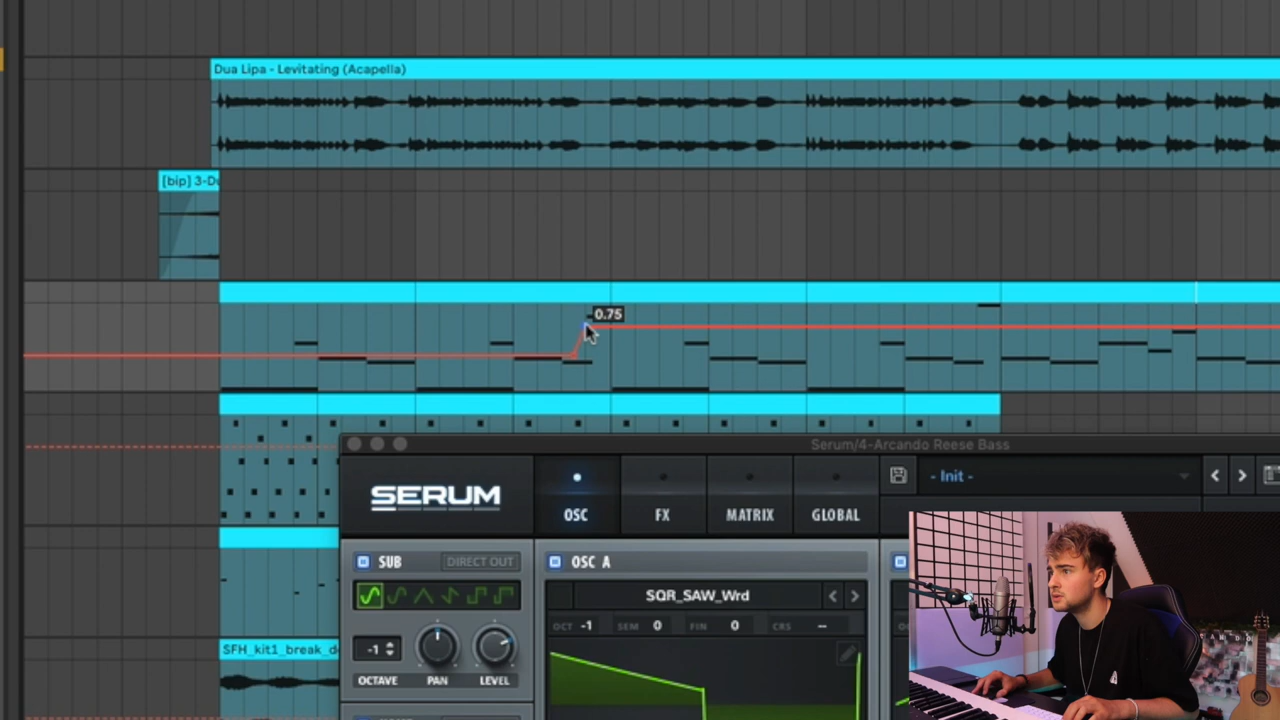 Dua Lipa - Levitating (Acapella)
[bip] 3-Du
0.75
Serum/4-Arcando Reese Bass
SERUM
OSC
FX
MATRIX
GLOBAL
- Init -
SUB
DIRECT OUT
OSC A
SQR_SAW_Wrd
OCT -1
SEM 0
FIN 0
CRS --
-1
OCTAVE
PAN
LEVEL
SFH_kit1_break_d